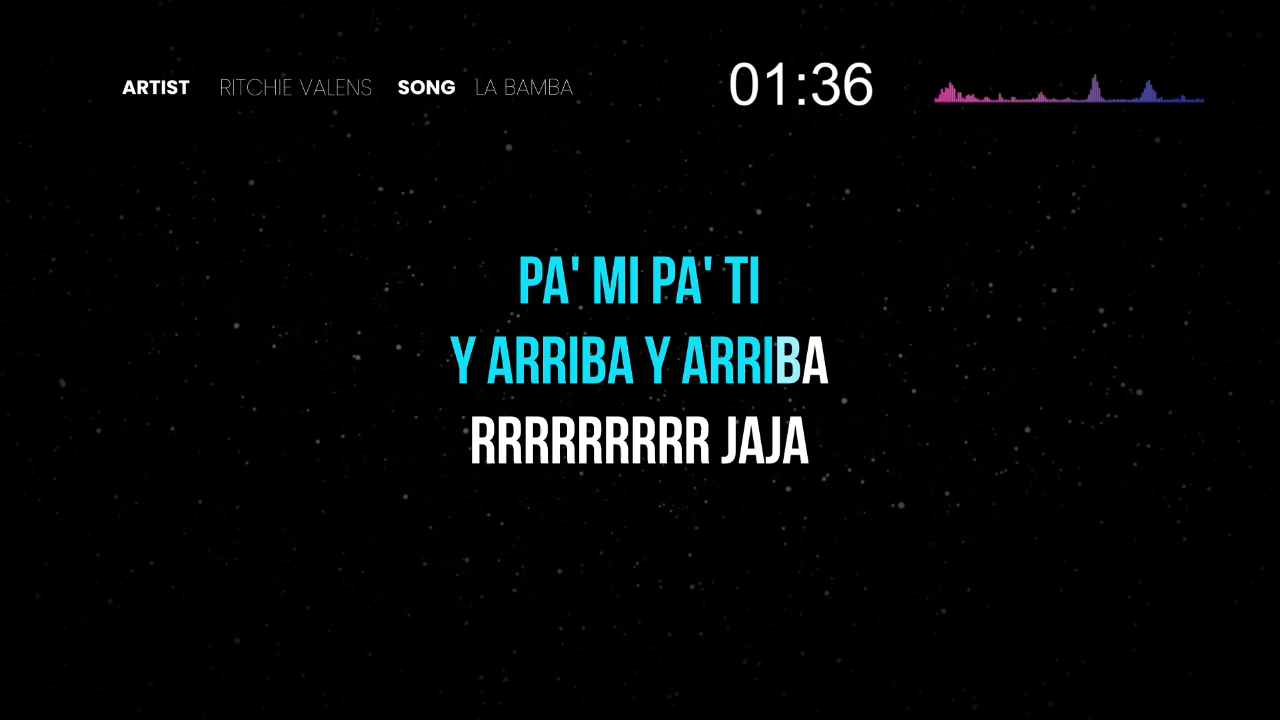 ARTIST RITCHIE VALENS SONG LA BAMBA 01:36
PA' MI PA' TI
Y ARRIBA Y ARRIBA
RRRRRRRRR JAJA